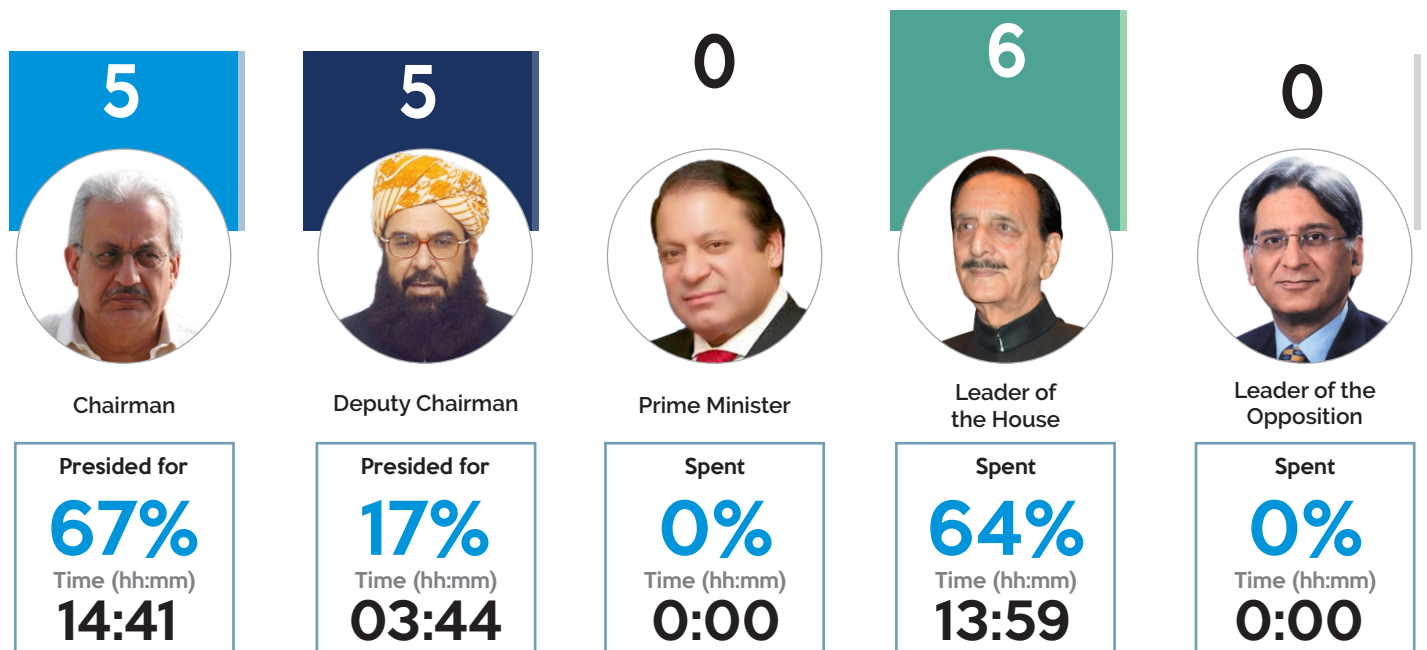 5
5
0
6
0
Chairman
Deputy Chairman
Prime Minister
Leader of
the House
Leader of the
Opposition
Presided for
67%
Time (hh:mm)
14:41
Presided for
17%
Time (hh:mm)
03:44
Spent
0%
Time (hh:mm)
0:00
Spent
64%
Time (hh:mm)
13:59
Spent
0%
Time (hh:mm)
0:00